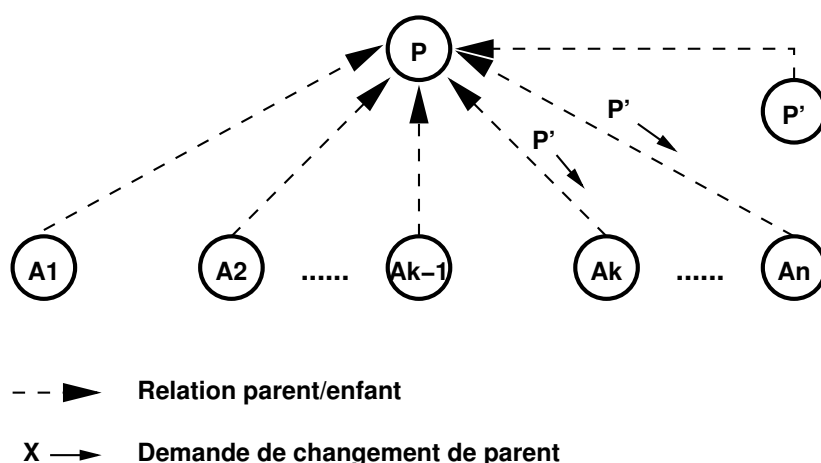 P
P'
P'
P'
A1 A2 ...... Ak−1 Ak ...... An
Relation parent/enfant
X Demande de changement de parent